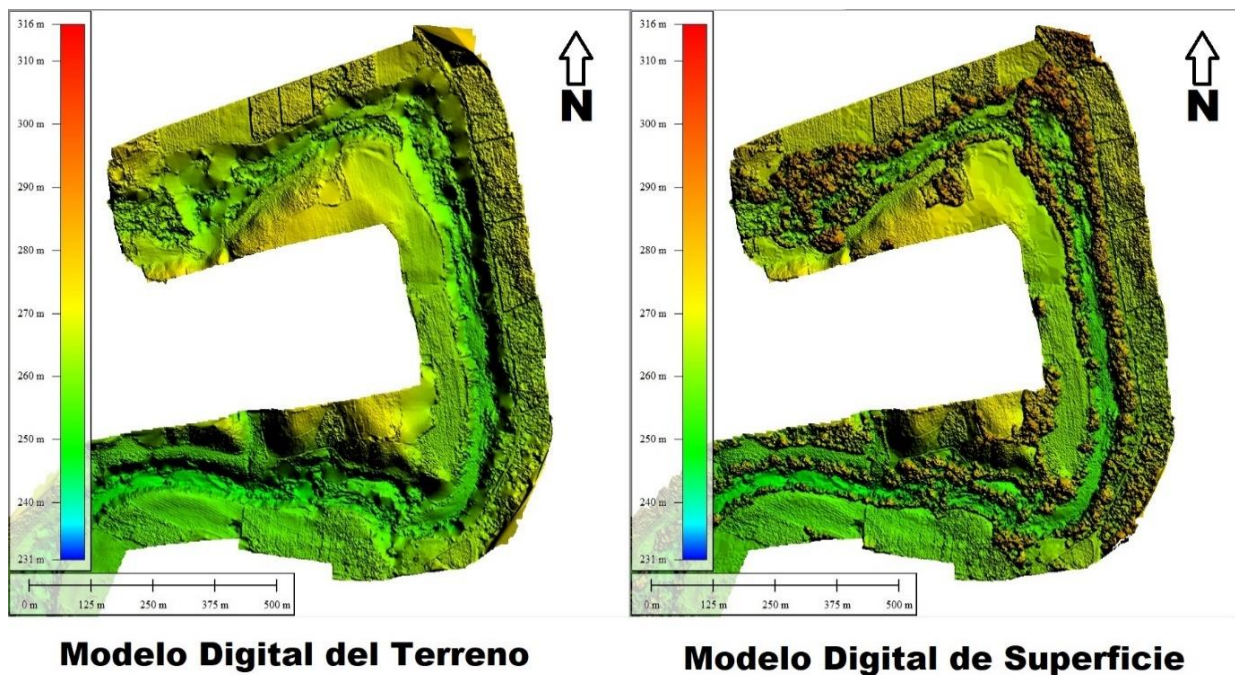 316 m
310 m
300 m
290 m
280 m
270 m
260 m
250 m
240 m
231 m
0 m 125 m 250 m 375 m 500 m
N
Modelo Digital del Terreno
316 m
310 m
300 m
290 m
280 m
270 m
260 m
250 m
240 m
231 m
0 m 125 m 250 m 375 m 500 m
N
Modelo Digital de Superficie